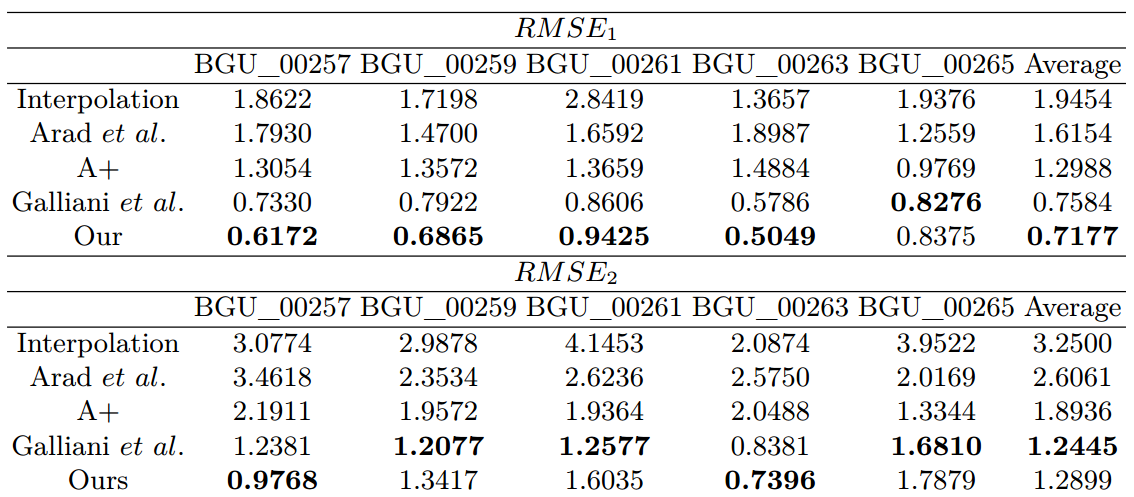 RMSE₁
BGU_00257 BGU_00259 BGU_00261 BGU_00263 BGU_00265 Average
Interpolation 1.8622 1.7198 2.8419 1.3657 1.9376 1.9454
Arad et al. 1.7930 1.4700 1.6592 1.8987 1.2559 1.6154
A+ 1.3054 1.3572 1.3659 1.4884 0.9769 1.2988
Galliani et al. 0.7330 0.7922 0.8606 0.5786 0.8276 0.7584
Our 0.6172 0.6865 0.9425 0.5049 0.8375 0.7177
RMSE₂
BGU_00257 BGU_00259 BGU_00261 BGU_00263 BGU_00265 Average
Interpolation 3.0774 2.9878 4.1453 2.0874 3.9522 3.2500
Arad et al. 3.4618 2.3534 2.6236 2.5750 2.0169 2.6061
A+ 2.1911 1.9572 1.9364 2.0488 1.3344 1.8936
Galliani et al. 1.2381 1.2077 1.2577 0.8381 1.6810 1.2445
Ours 0.9768 1.3417 1.6035 0.7396 1.7879 1.2899